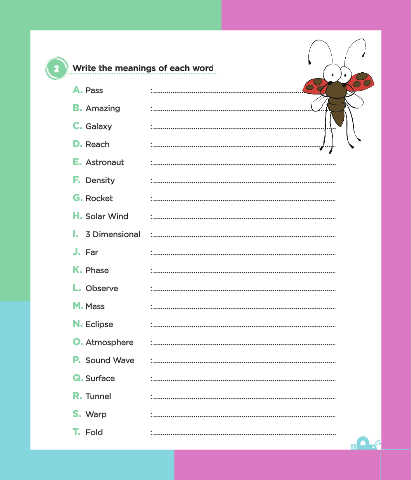 2 Write the meanings of each word
A. Pass :
B. Amazing :
C. Galaxy :
D. Reach :
E. Astronaut :
F. Density :
G. Rocket :
H. Solar Wind :
I. 3 Dimensional :
J. Far :
K. Phase :
L. Observe :
M. Mass :
N. Eclipse :
O. Atmosphere :
P. Sound Wave :
Q. Surface :
R. Tunnel :
S. Warp :
T. Fold :